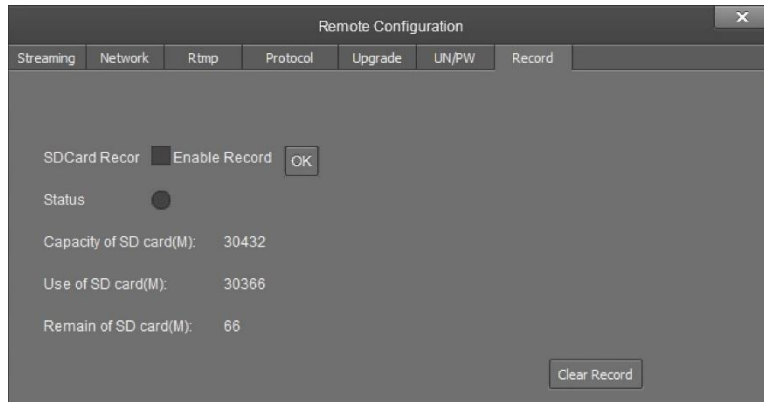 Remote Configuration X
Streaming Network Rtmp Protocol Upgrade UN/PW Record
SDCard Recor Enable Record OK
Status
Capacity of SD card(M): 30432
Use of SD card(M): 30366
Remain of SD card(M): 66
Clear Record